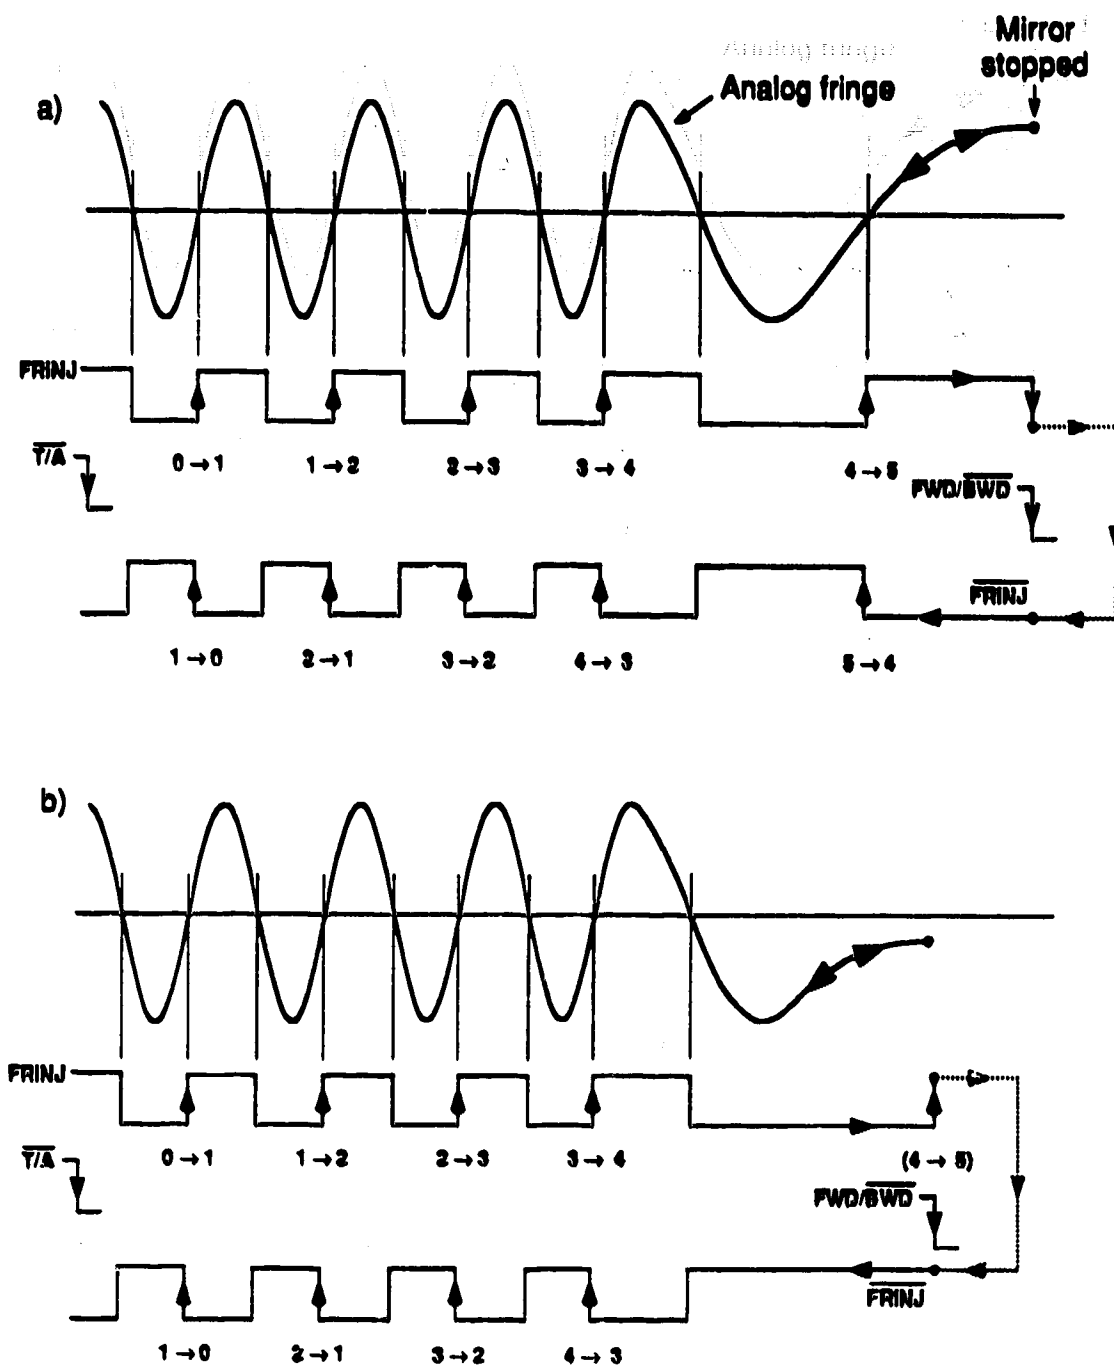 Mirror
stopped
Analog fringe
a)
FRINJ
T/A
0→1 1→2 2→3 3→4 4→5
FWD/BWD
FRINJ
1→0 2→1 3→2 4→3 5→4
b)
FRINJ
T/A
0→1 1→2 2→3 3→4 (4→5)
FWD/BWD
FRINJ
1→0 2→1 3→2 4→3